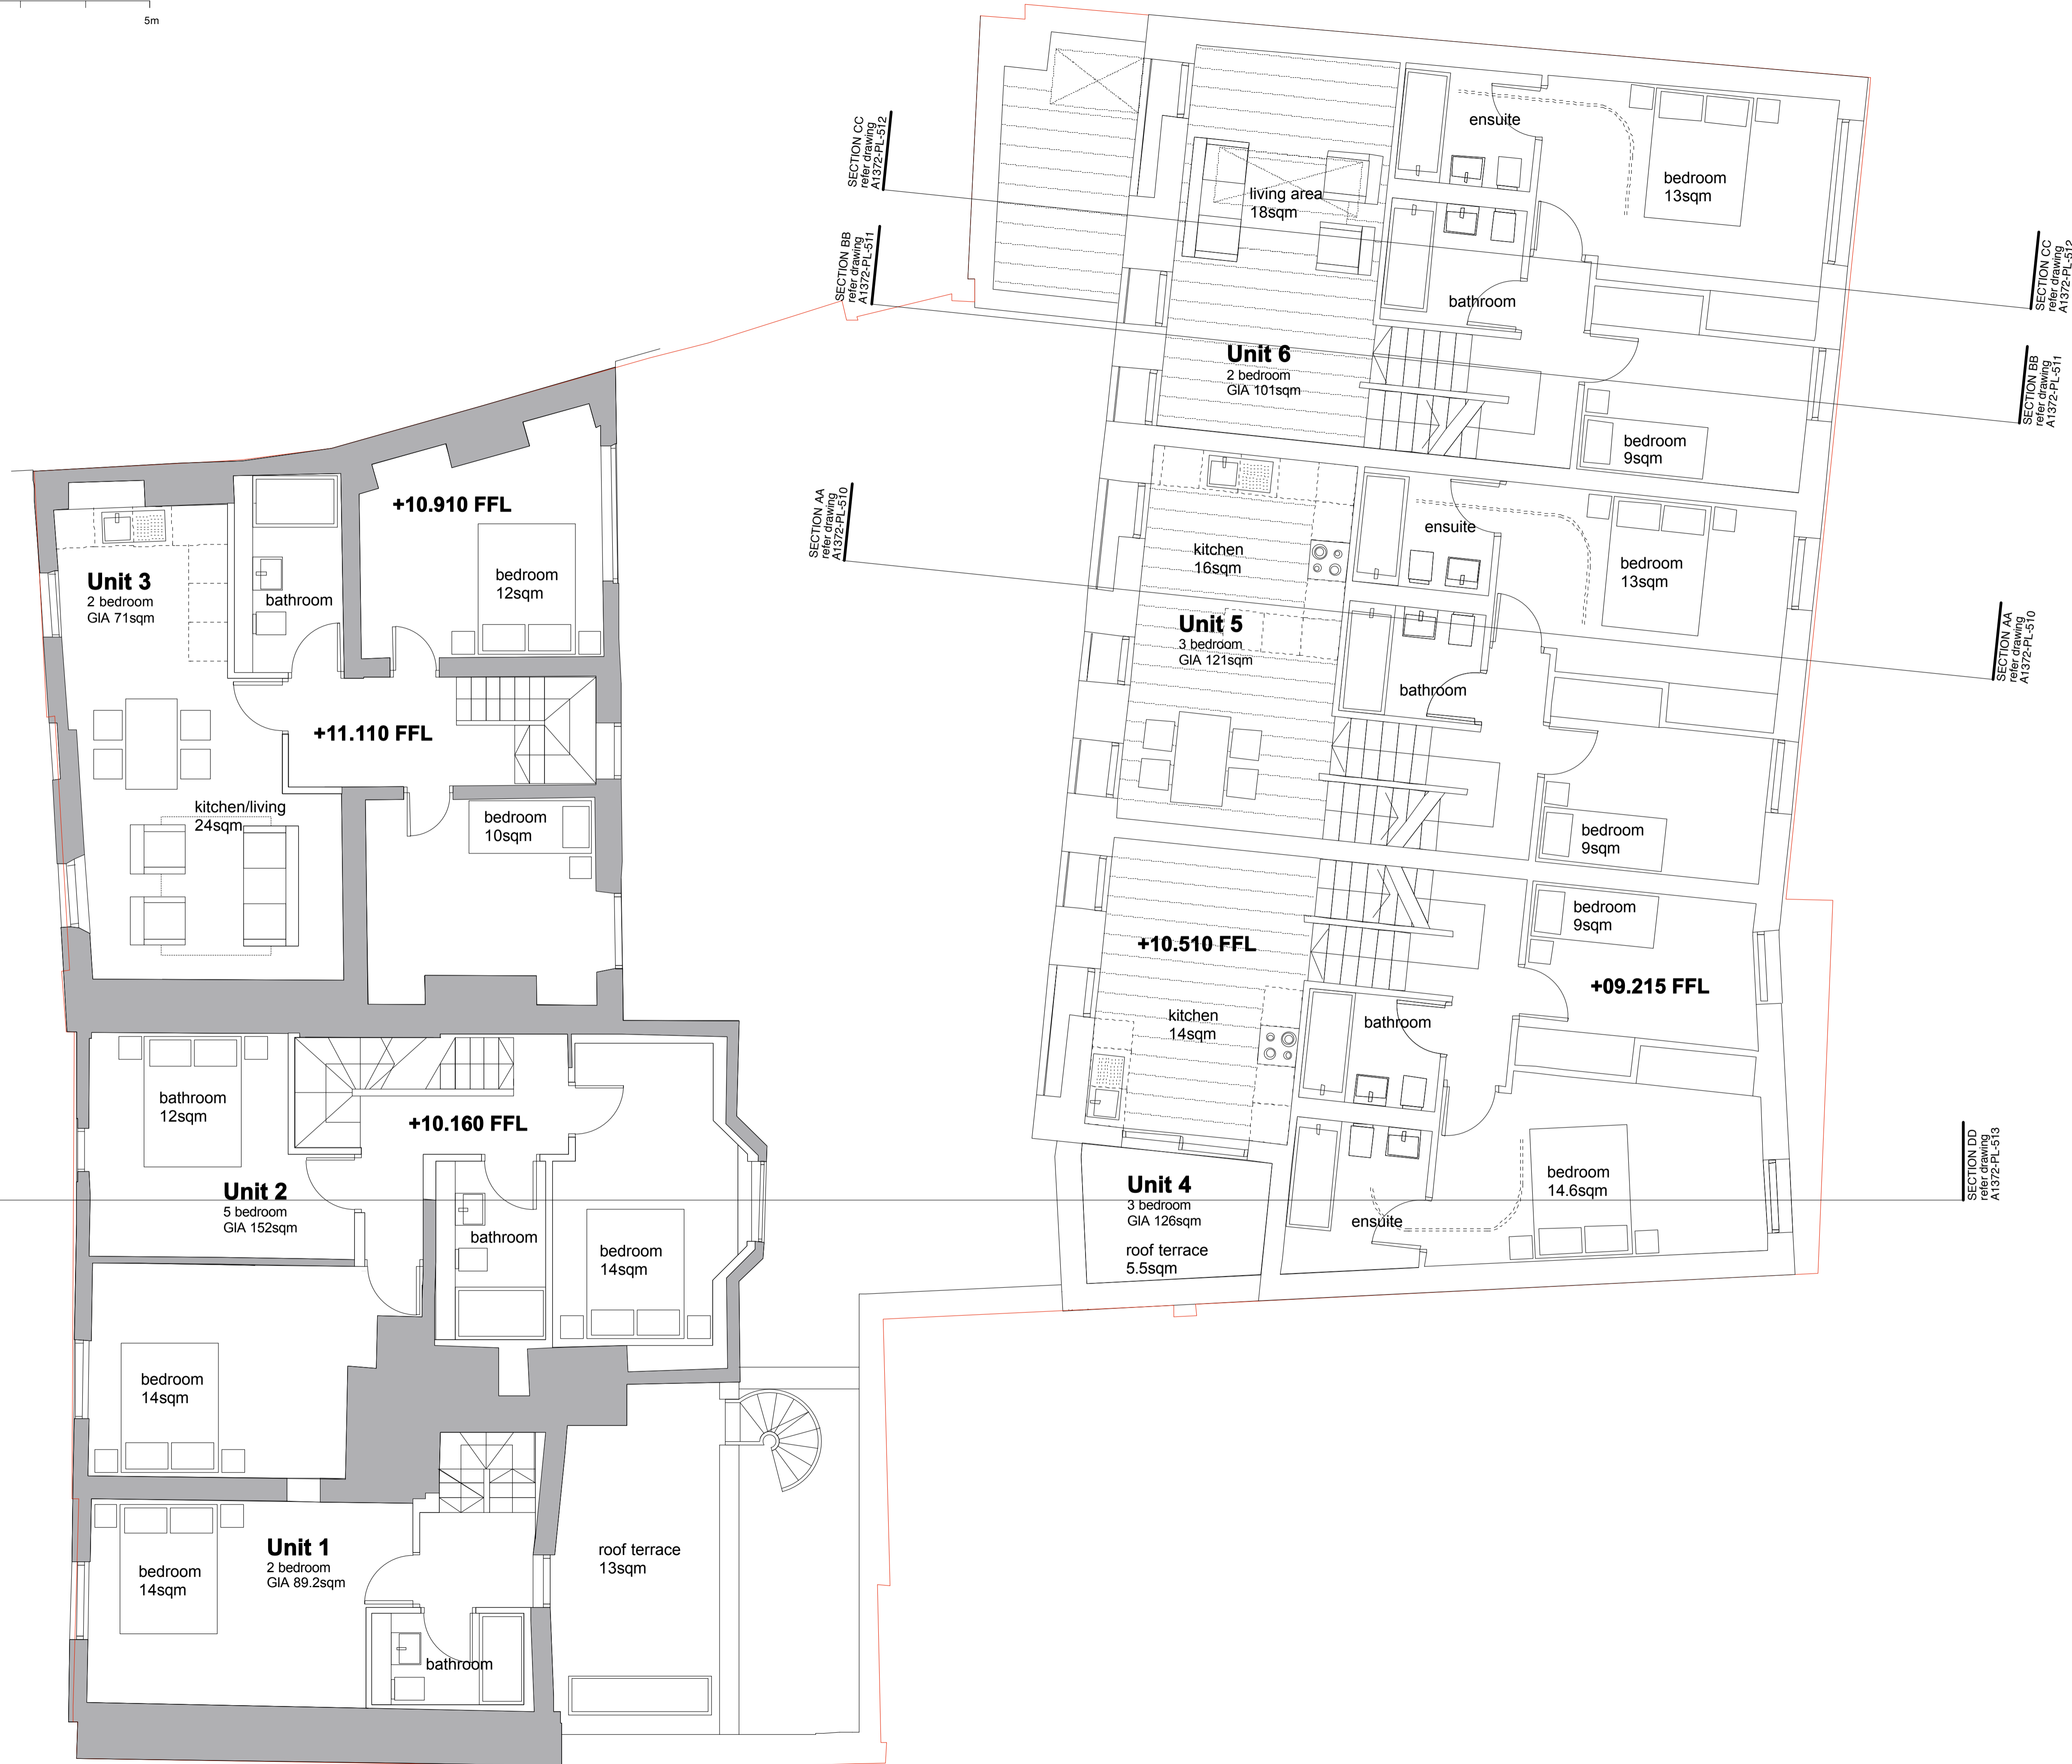 5m
SECTION CC
refer drawing
A1372-PL-512
SECTION BB
refer drawing
A1372-PL-511
SECTION AA
refer drawing
A1372-PL-510
ensuite
bedroom
13sqm
living area
18sqm
bathroom
Unit 6
2 bedroom
GIA 101sqm
bedroom
9sqm
SECTION CC
refer drawing
A1372-PL-512
SECTION BB
refer drawing
A1372-PL-511
kitchen
16sqm
ensuite
bedroom
13sqm
Unit 5
3 bedroom
GIA 121sqm
bathroom
SECTION AA
refer drawing
A1372-PL-510
bedroom
9sqm
bedroom
9sqm
+10.510 FFL
+09.215 FFL
kitchen
14sqm
bathroom
Unit 4
3 bedroom
GIA 126sqm
roof terrace
5.5sqm
ensuite
bedroom
14.6sqm
SECTION DD
refer drawing
A1372-PL-513
+10.910 FFL
Unit 3
2 bedroom
GIA 71sqm
bathroom
bedroom
12sqm
+11.110 FFL
kitchen/living
24sqm
bedroom
10sqm
bathroom
12sqm
+10.160 FFL
Unit 2
5 bedroom
GIA 152sqm
bathroom
bedroom
14sqm
bedroom
14sqm
Unit 1
2 bedroom
GIA 89.2sqm
bedroom
14sqm
roof terrace
13sqm
bathroom